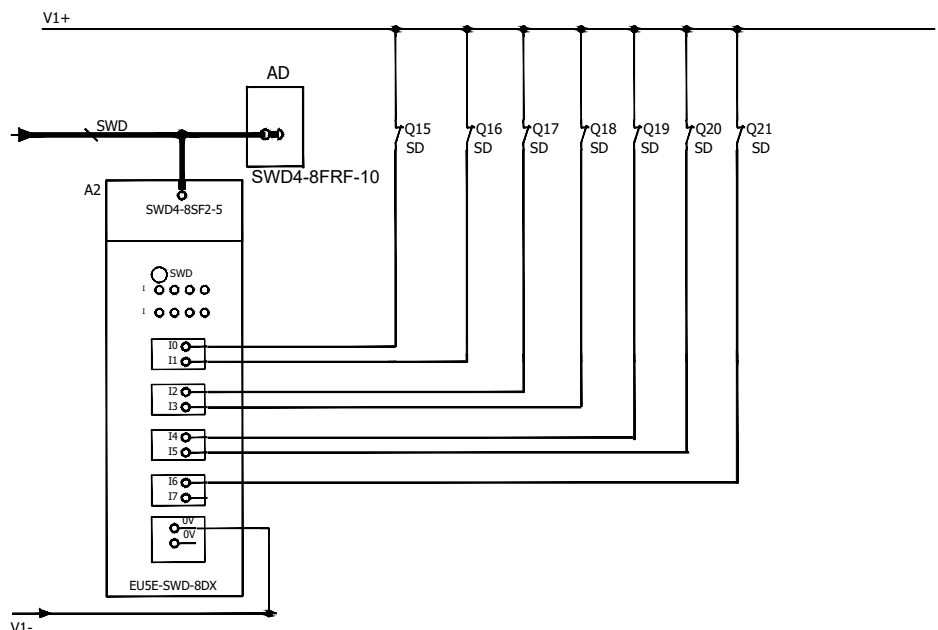 V1+
AD
SWD
Q15
SD
Q16
SD
Q17
SD
Q18
SD
Q19
SD
Q20
SD
Q21
SD
SWD4-8FRF-10
A2
SWD4-8SF2-5
SWD
I
I
I0
I1
I2
I3
I4
I5
I6
I7
0V
0V
EU5E-SWD-8DX
V1-